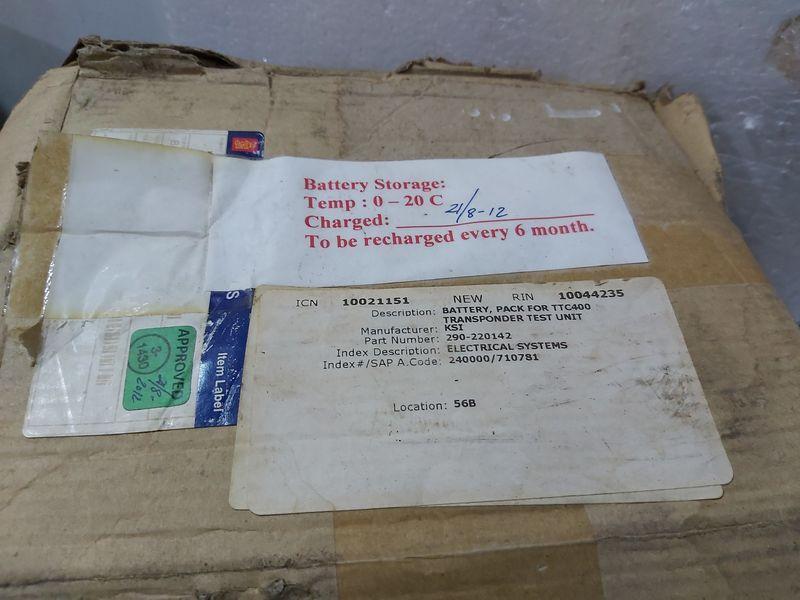 Battery Storage:
Temp : 0 – 20 C
Charged: 21/8-12
To be recharged every 6 month.
ICN 10021151 NEW RIN 10044235
Description: BATTERY, PACK FOR TTC400
TRANSPONDER TEST UNIT
Manufacturer: KSI
Part Number: 290-220142
Index Description: ELECTRICAL SYSTEMS
Index#/SAP A.Code: 240000/710781
Location: 56B
S
Item Label
APPROVED
1430